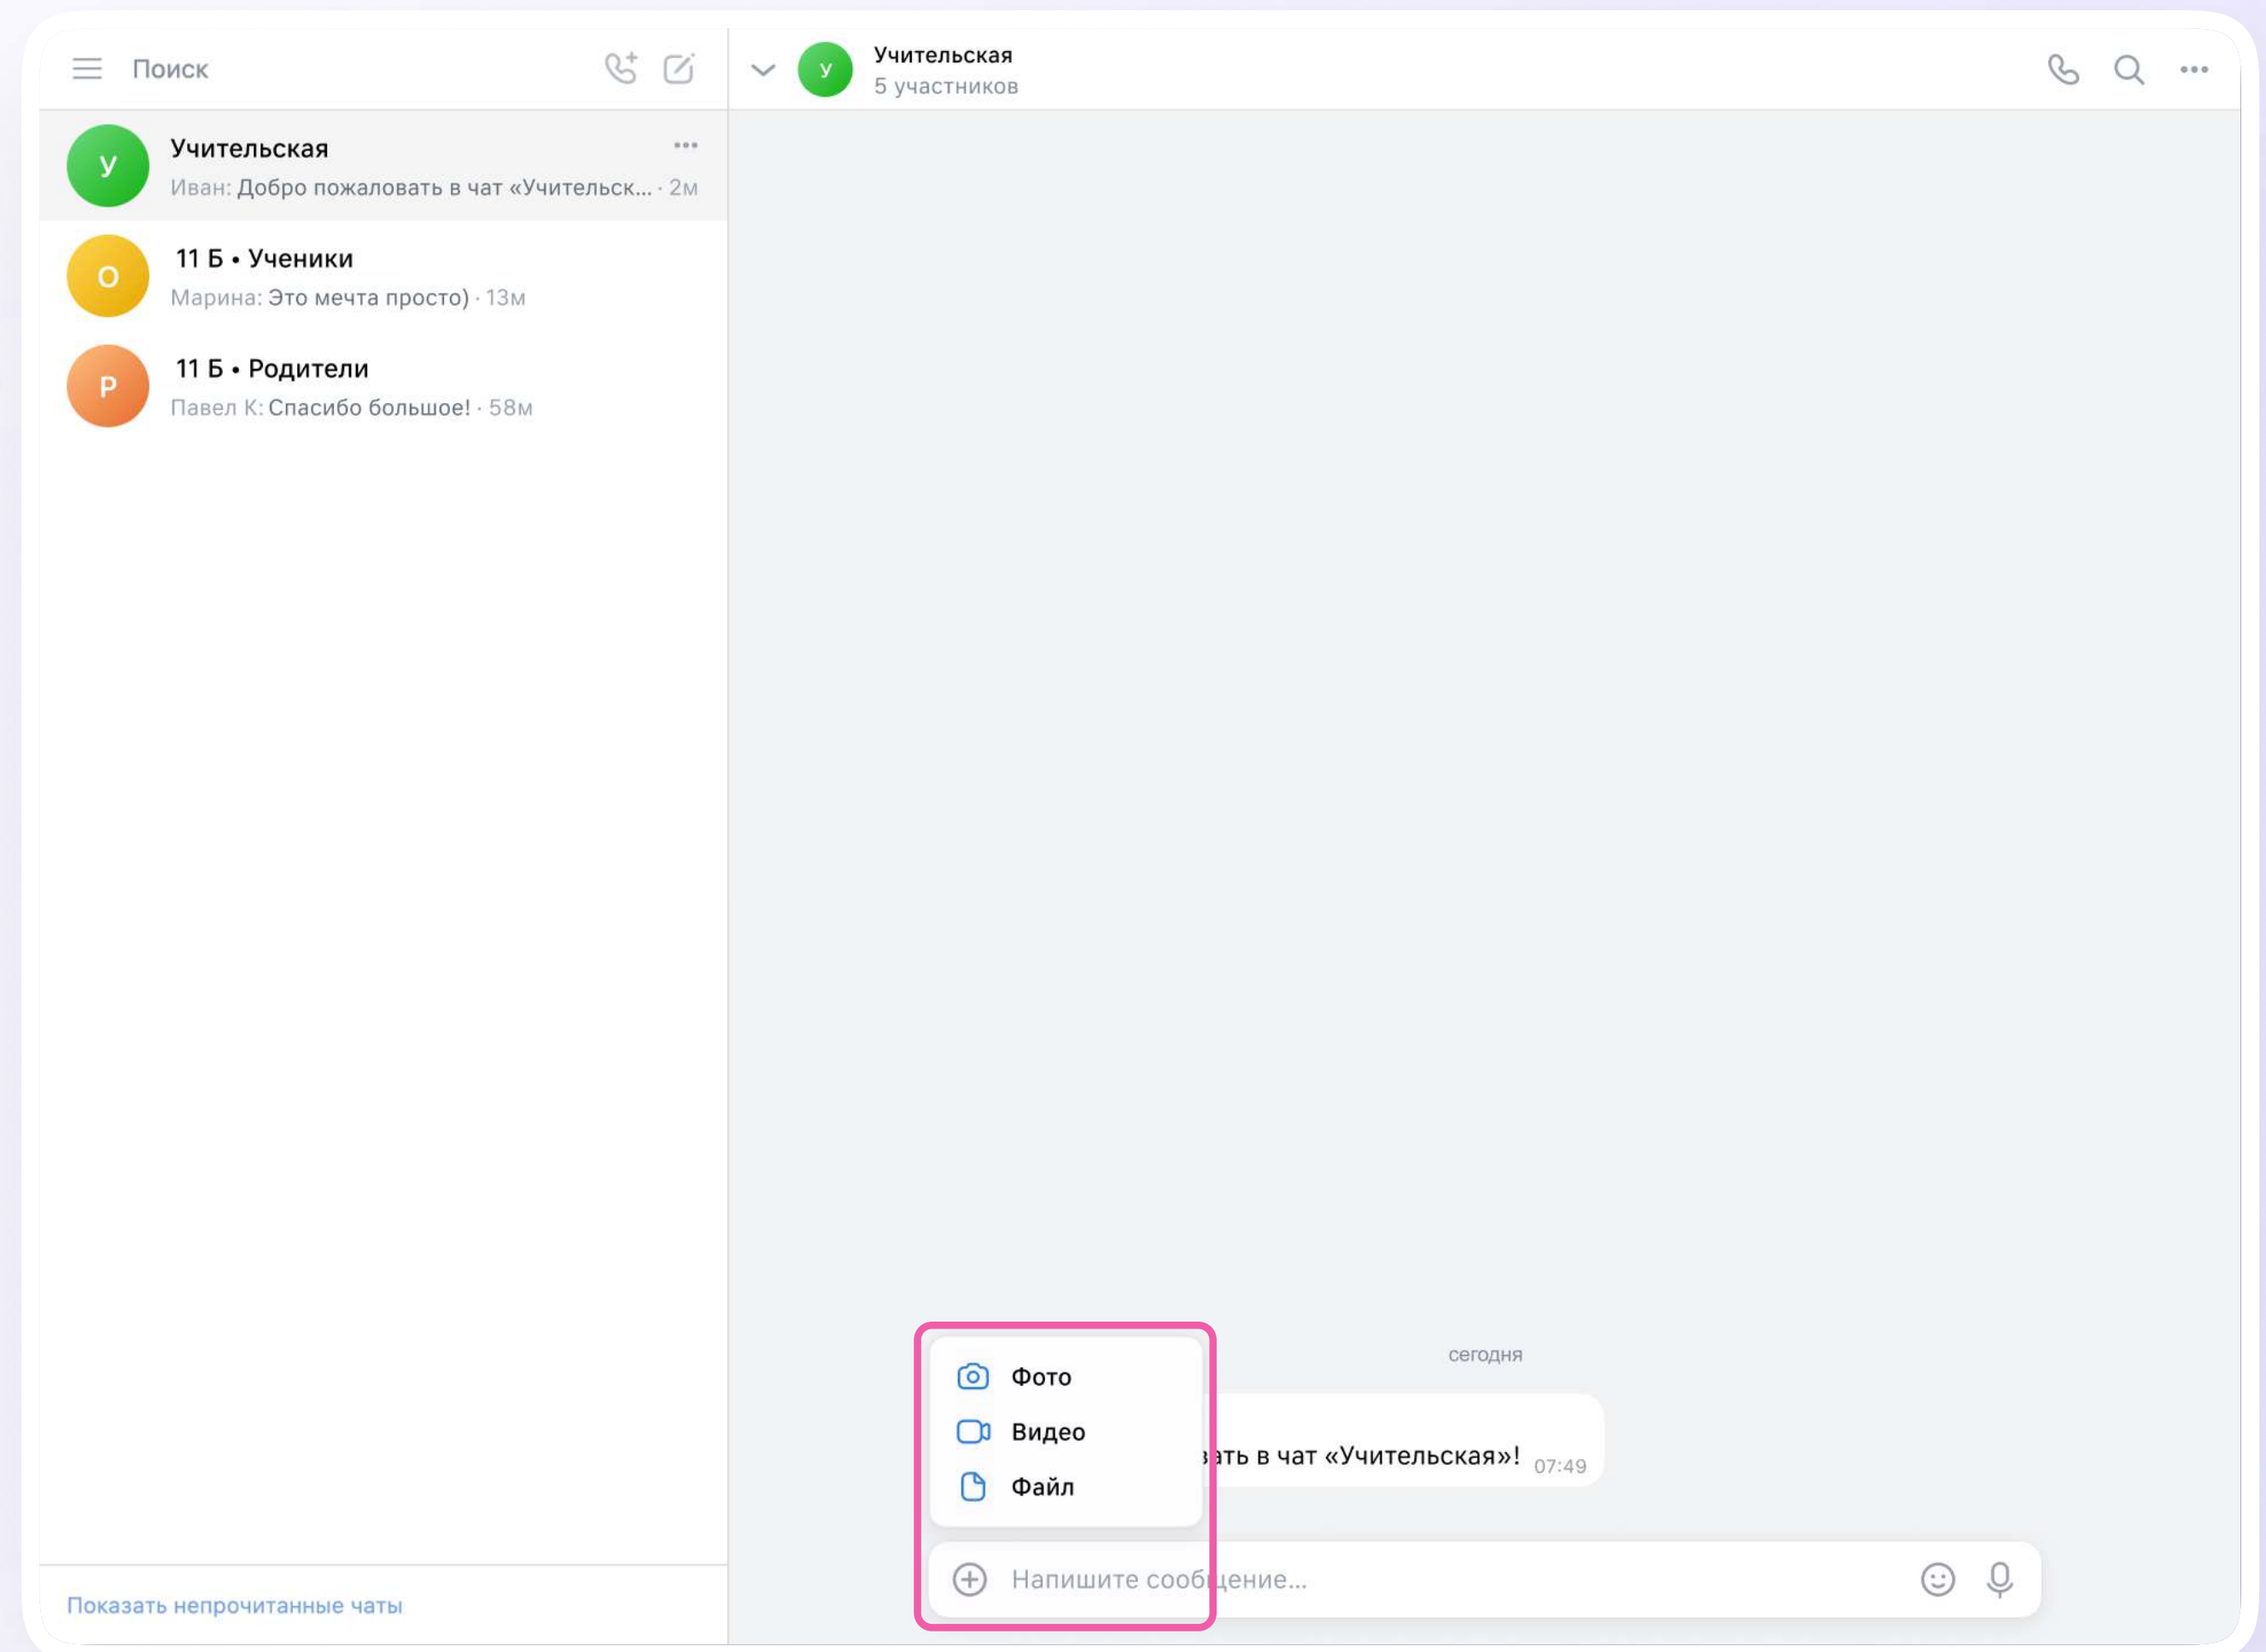 Поиск
Учительская
5 участников
У
У
Учительская
Иван: Добро пожаловать в чат «Учительск... · 2м
О
11 Б • Ученики
Марина: Это мечта просто) · 13м
Р
11 Б • Родители
Павел К: Спасибо большое! · 58м
сегодня
Фото
Видео
Файл
ать в чат «Учительская»! 07:49
Напишите сообщение...
Показать непрочитанные чаты